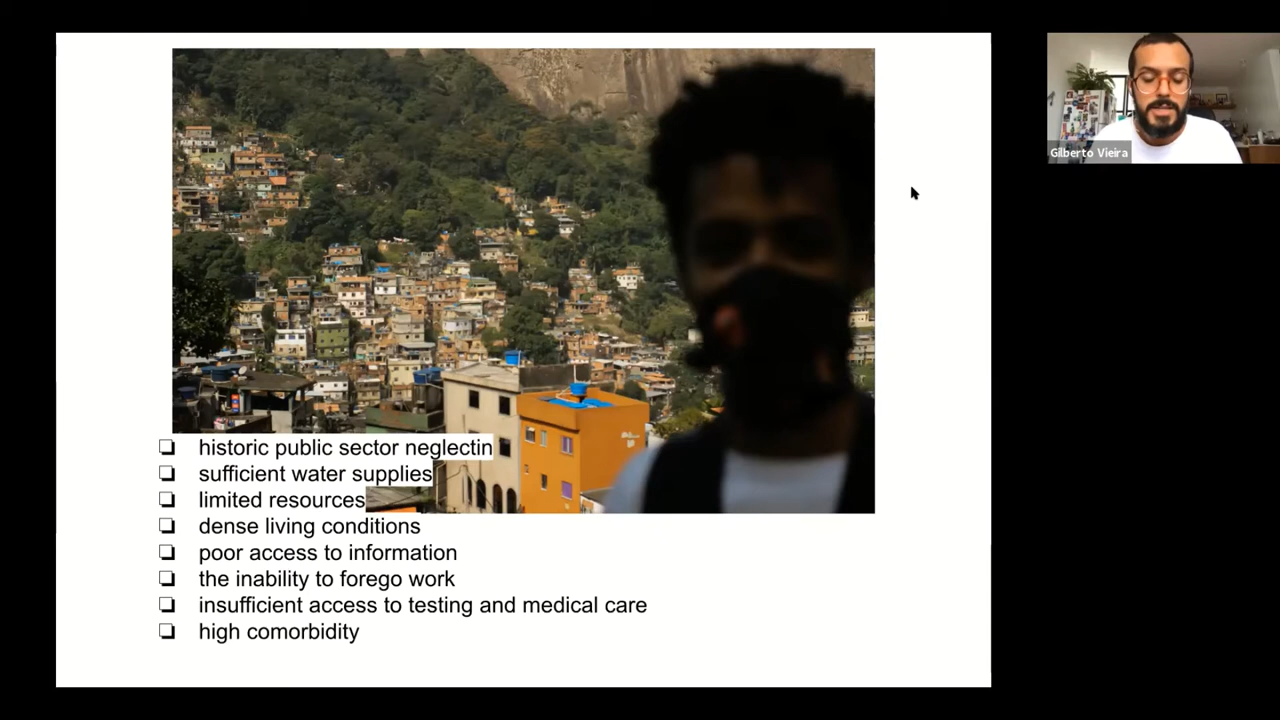 historic public sector neglectin
sufficient water supplies
limited resources
dense living conditions
poor access to information
the inability to forego work
insufficient access to testing and medical care
high comorbidity
Gilberto Vieira